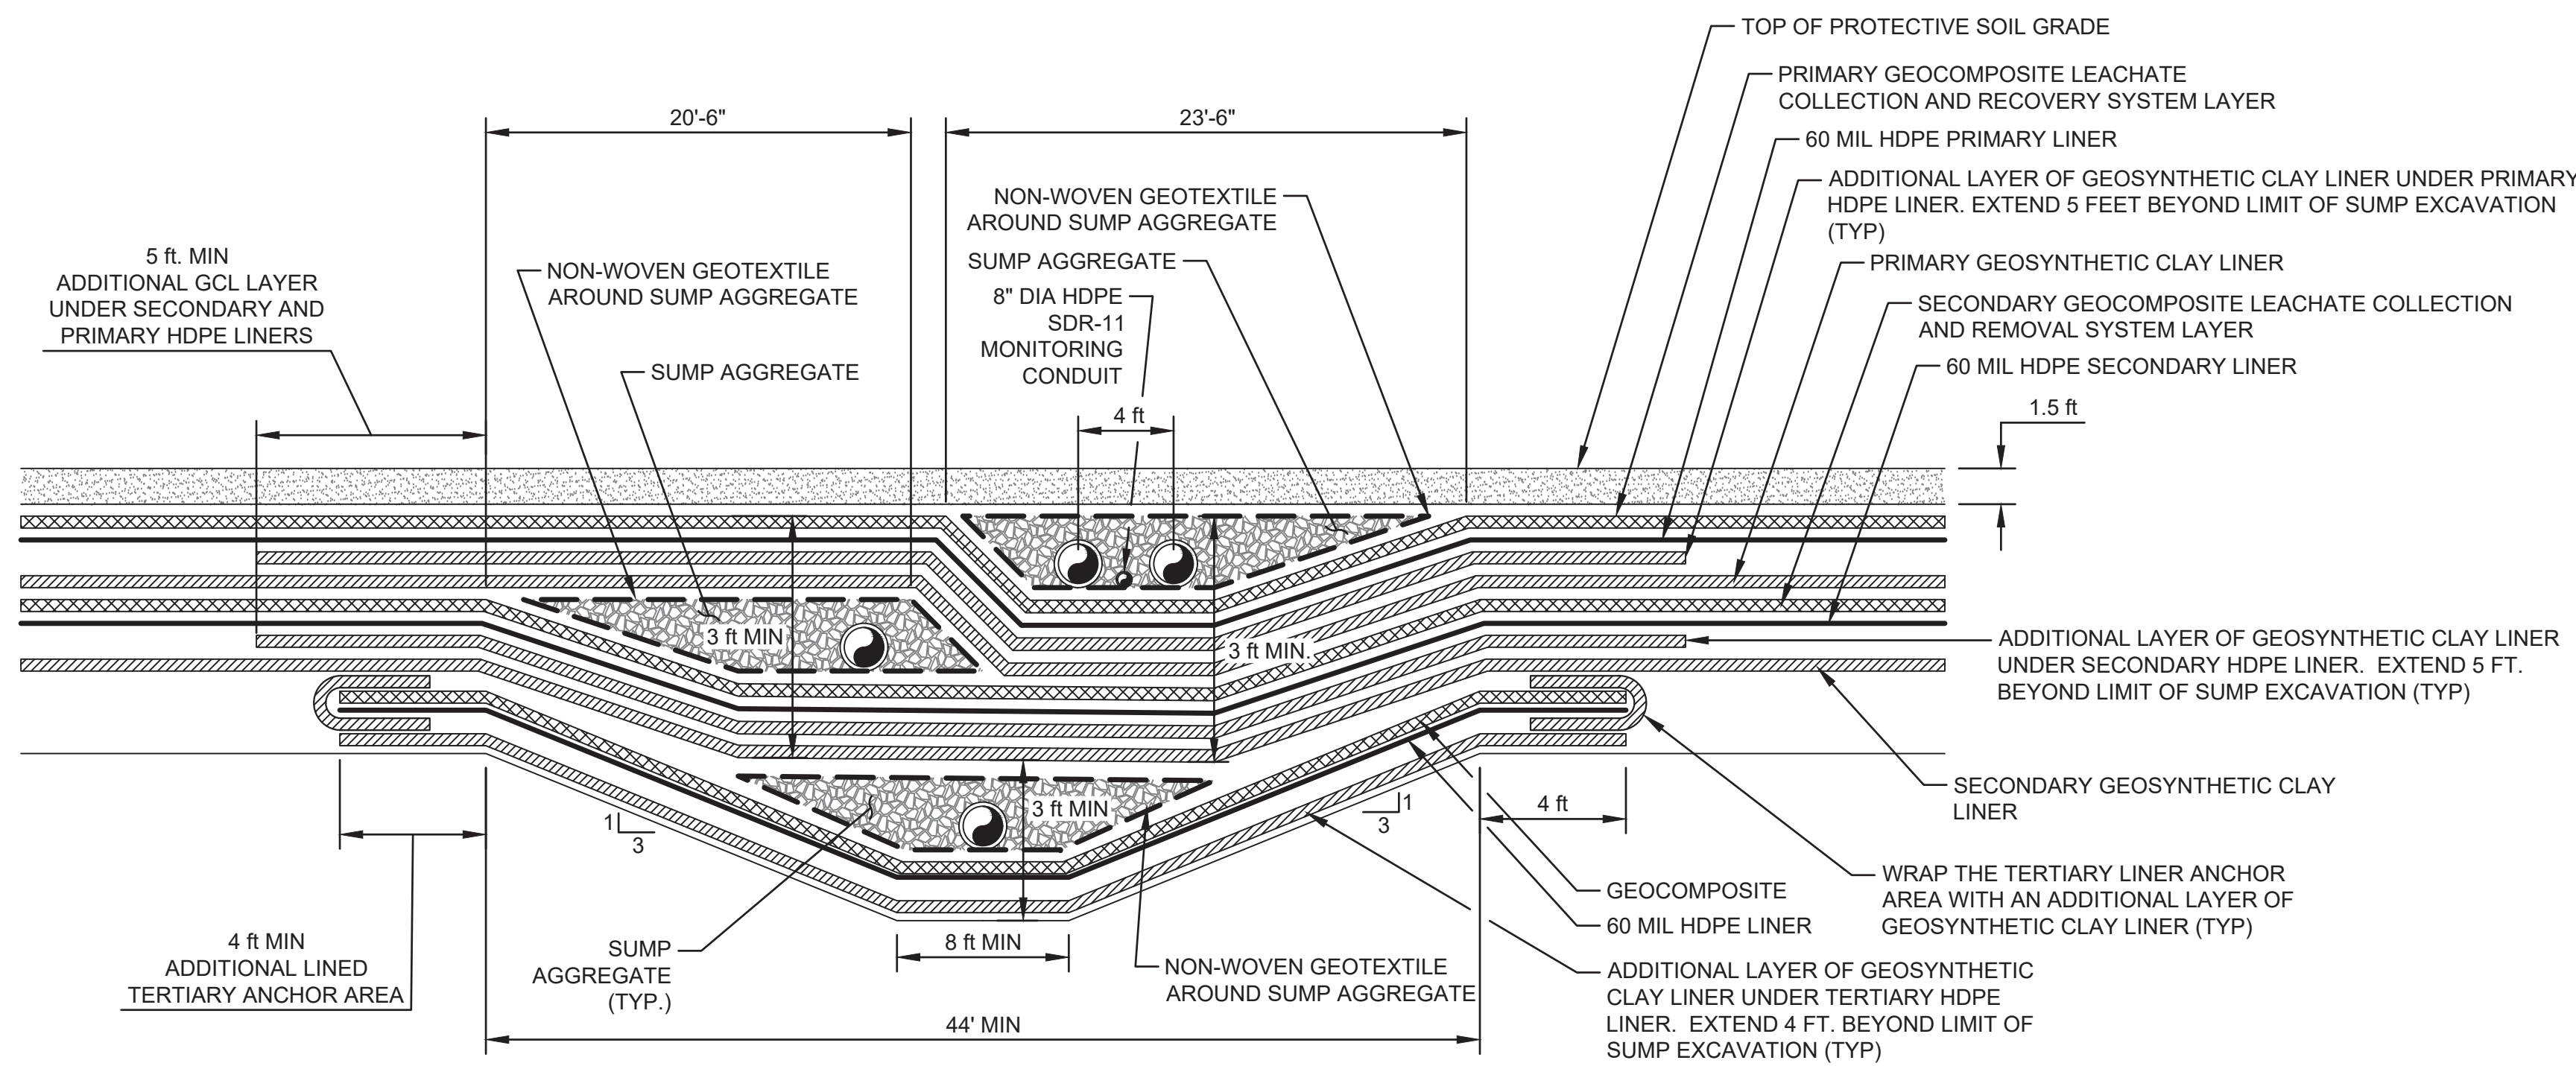 TOP OF PROTECTIVE SOIL GRADE
PRIMARY GEOCOMPOSITE LEACHATE
COLLECTION AND RECOVERY SYSTEM LAYER
20'-6"
23'-6"
60 MIL HDPE PRIMARY LINER
ADDITIONAL LAYER OF GEOSYNTHETIC CLAY LINER UNDER PRIMARY
HDPE LINER. EXTEND 5 FEET BEYOND LIMIT OF SUMP EXCAVATION
(TYP)
NON-WOVEN GEOTEXTILE
AROUND SUMP AGGREGATE
5 ft. MIN
ADDITIONAL GCL LAYER
UNDER SECONDARY AND
PRIMARY HDPE LINERS
NON-WOVEN GEOTEXTILE
AROUND SUMP AGGREGATE
SUMP AGGREGATE
PRIMARY GEOSYNTHETIC CLAY LINER
8" DIA HDPE
SDR-11
MONITORING
CONDUIT
SECONDARY GEOCOMPOSITE LEACHATE COLLECTION
AND REMOVAL SYSTEM LAYER
SUMP AGGREGATE
60 MIL HDPE SECONDARY LINER
4 ft
1.5 ft
3 ft MIN
3 ft MIN.
ADDITIONAL LAYER OF GEOSYNTHETIC CLAY LINER
UNDER SECONDARY HDPE LINER. EXTEND 5 FT.
BEYOND LIMIT OF SUMP EXCAVATION (TYP)
SECONDARY GEOSYNTHETIC CLAY
LINER
1
3
3 ft MIN
1
3
4 ft
WRAP THE TERTIARY LINER ANCHOR
AREA WITH AN ADDITIONAL LAYER OF
GEOSYNTHETIC CLAY LINER (TYP)
GEOCOMPOSITE
60 MIL HDPE LINER
4 ft MIN
ADDITIONAL LINED
TERTIARY ANCHOR AREA
SUMP
AGGREGATE
(TYP.)
8 ft MIN
NON-WOVEN GEOTEXTILE
AROUND SUMP AGGREGATE
ADDITIONAL LAYER OF GEOSYNTHETIC
CLAY LINER UNDER TERTIARY HDPE
LINER. EXTEND 4 FT. BEYOND LIMIT OF
SUMP EXCAVATION (TYP)
44' MIN